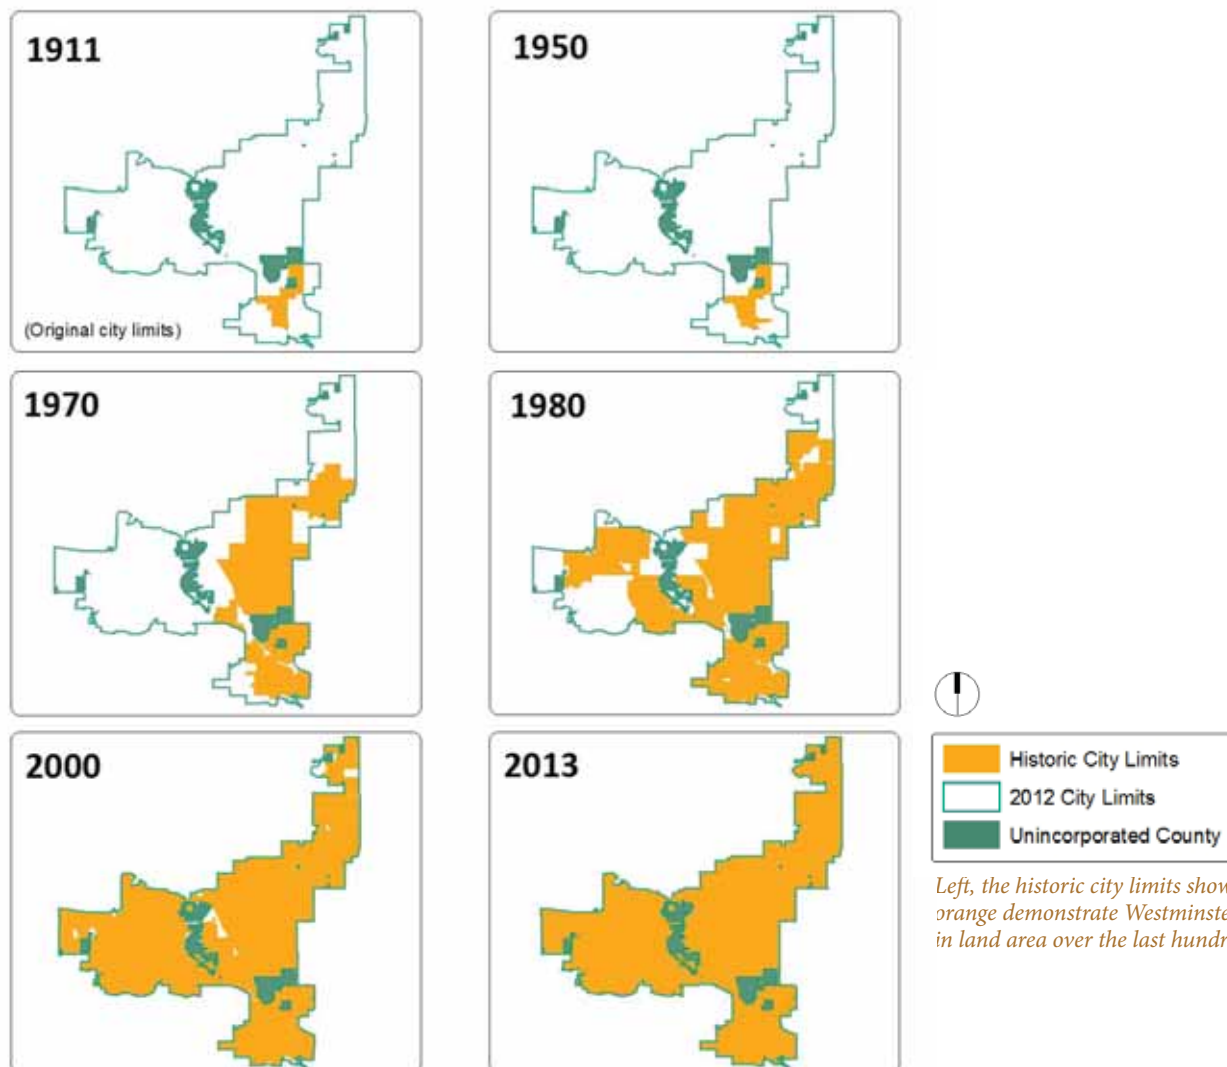 1911
(Original city limits)
1950
1970
1980
2000
2013
Historic City Limits
2012 City Limits
Unincorporated County
Left, the historic city limits show
orange demonstrate Westminste
in land area over the last hundr